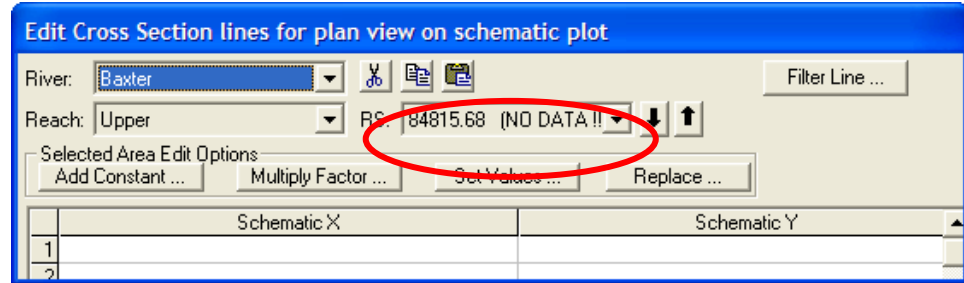 Edit Cross Section lines for plan view on schematic plot
River: Baxter Filter Line ...
Reach: Upper RS: 84815.68 (NO DATA !!
Selected Area Edit Options
Add Constant ... Multiply Factor ... Set Values ... Replace ...
Schematic X Schematic Y
1
2